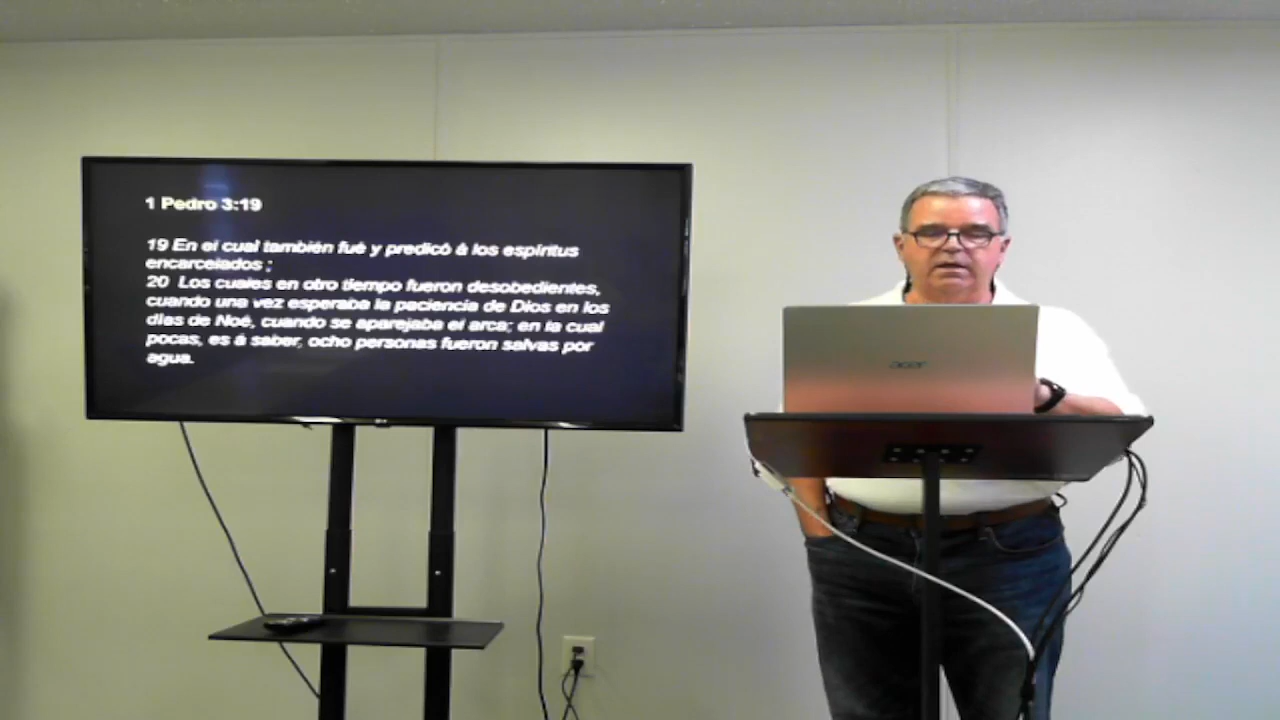 1 Pedro 3:19
19 En el cual también fué y predicó á los espíritus
encarcelados ;
20 Los cuales en otro tiempo fueron desobedientes,
cuando una vez esperaba la paciencia de Dios en los
días de Noé, cuando se aparejaba el arca; en la cual
pocas, es á saber, ocho personas fueron salvas por
agua.
acer